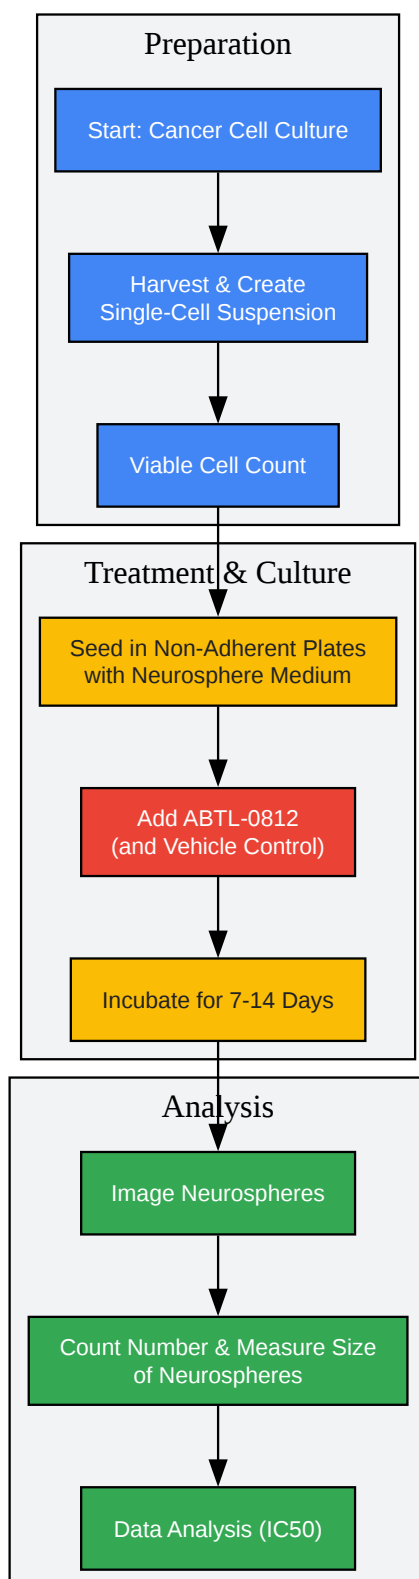 Preparation
Start: Cancer Cell Culture
Harvest & Create
Single-Cell Suspension
Viable Cell Count
Treatment & Culture
Seed in Non-Adherent Plates
with Neurosphere Medium
Add ABTL-0812
(and Vehicle Control)
Incubate for 7-14 Days
Analysis
Image Neurospheres
Count Number & Measure Size
of Neurospheres
Data Analysis (IC50)